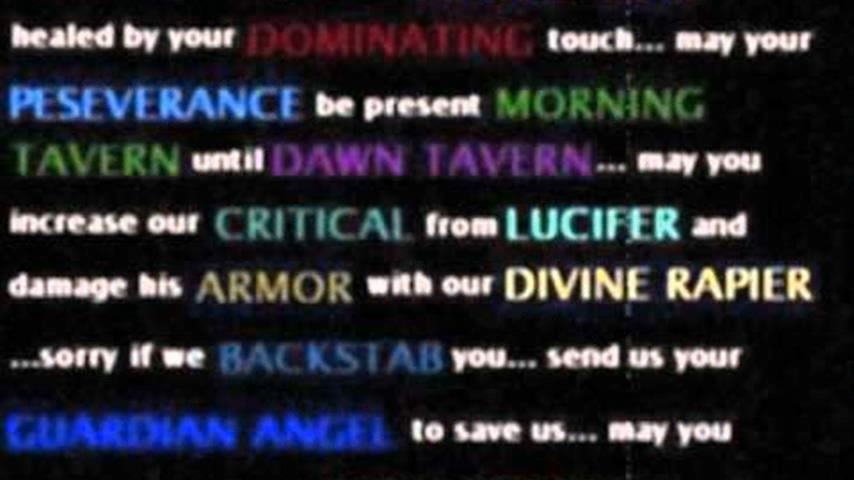 healed by your DOMINATING touch... may your
PESEVERANCE be present MORNING
TAVERN until DAWN TAVERN... may you
increase our CRITICAL from LUCIFER and
damage his ARMOR with our DIVINE RAPIER
...sorry if we BACKSTAB you... send us your
GUARDIAN ANGEL to save us... may you